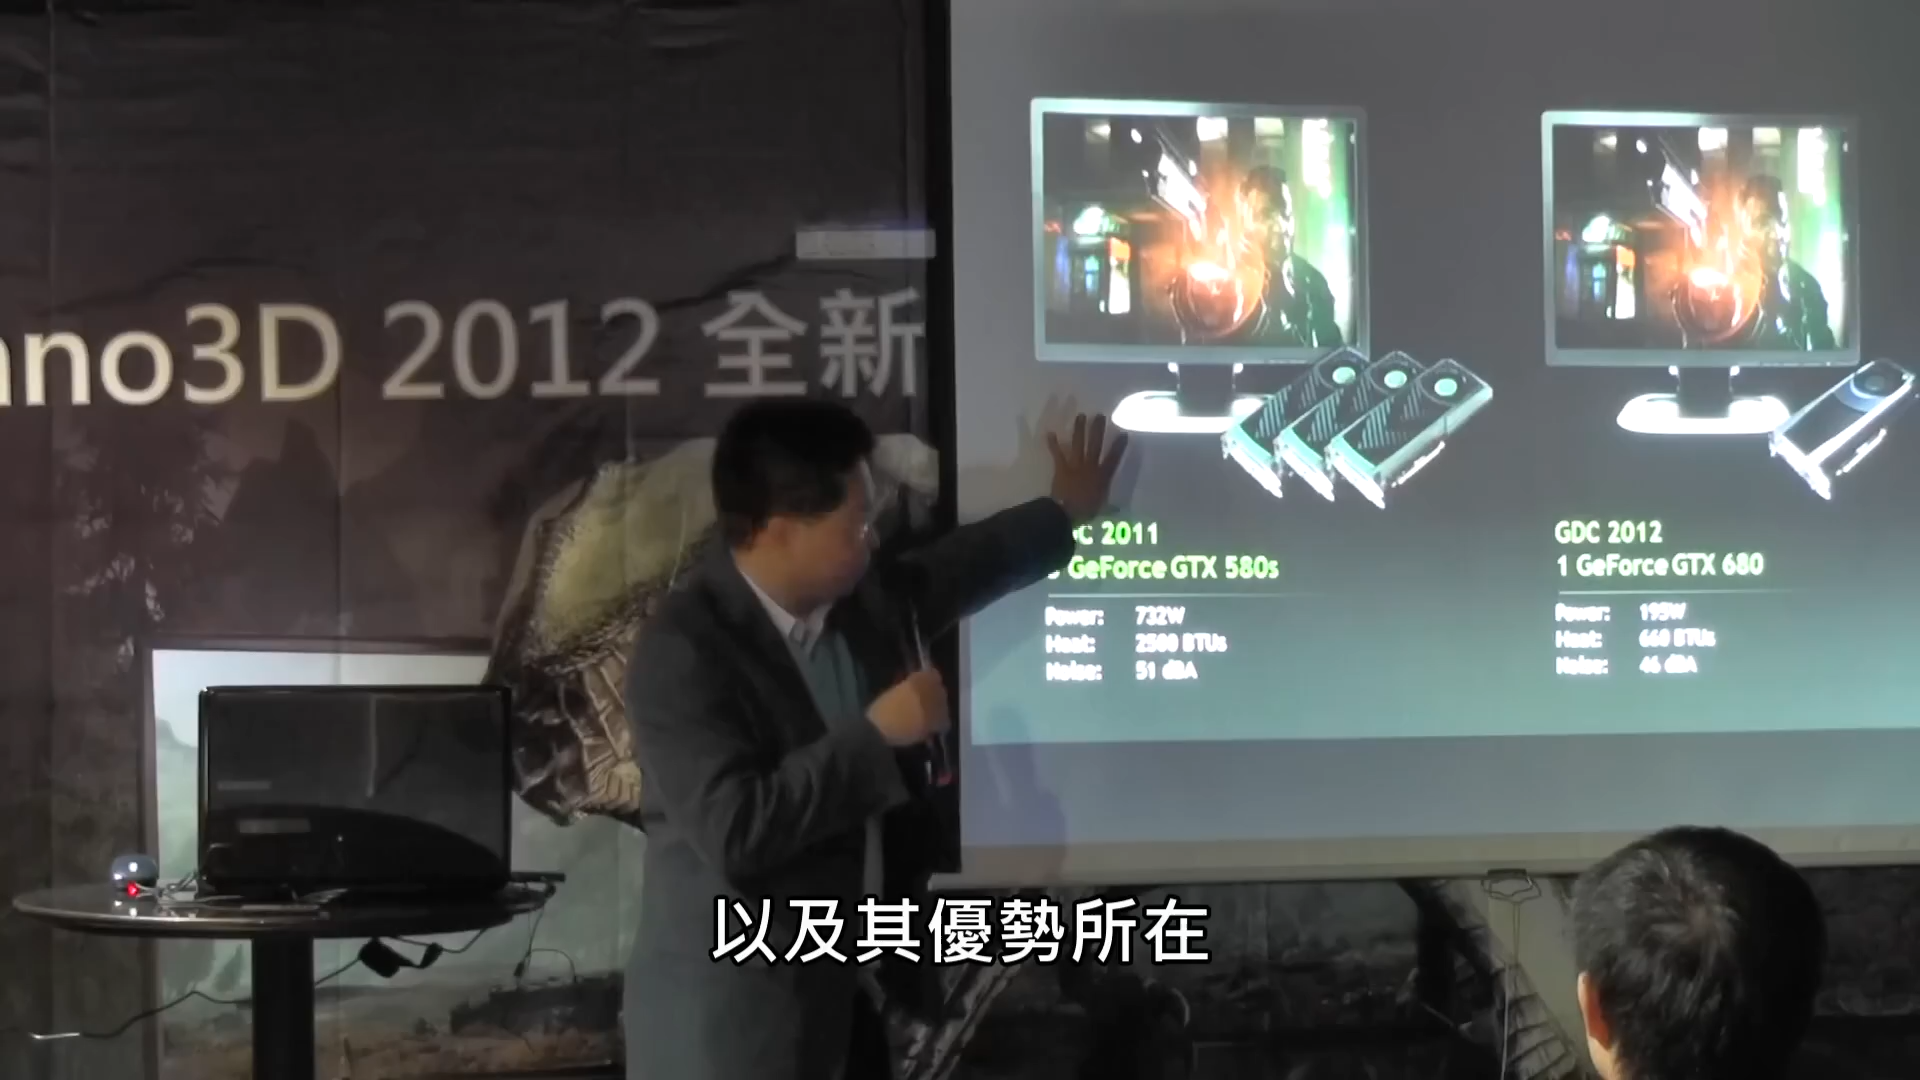 no3D 2012 全新
GDC 2012
C 2011
1 GeForce GTX 680
GeForce GTX 580s
Power: 732W
Heat: 2500 BTUs
Noise: 51 dBA
Power: 195W
Heat: 660 BTUs
Noise: 46 dBA
以及其優勢所在